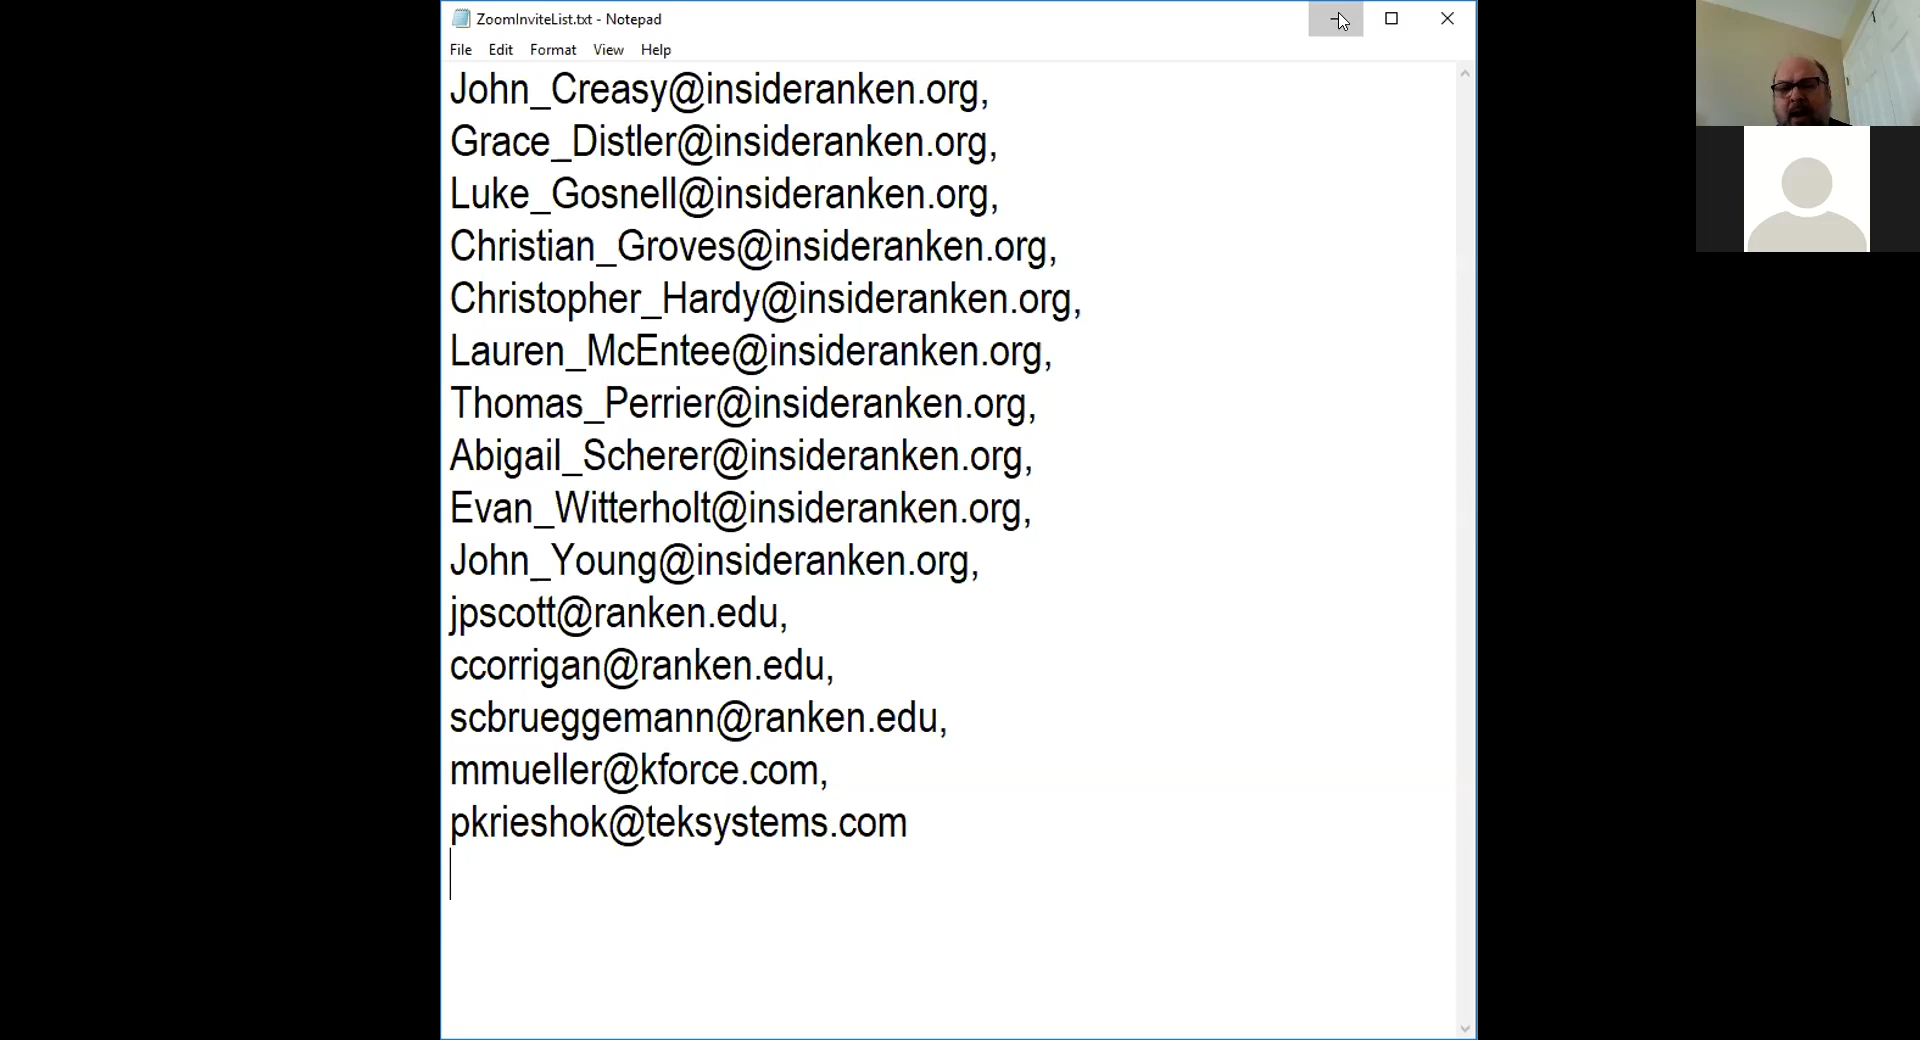 ZoomInviteList.txt - Notepad
File Edit Format View Help
John_Creasy@insideranken.org,
Grace_Distler@insideranken.org,
Luke_Gosnell@insideranken.org,
Christian_Groves@insideranken.org,
Christopher_Hardy@insideranken.org,
Lauren_McEntee@insideranken.org,
Thomas_Perrier@insideranken.org,
Abigail_Scherer@insideranken.org,
Evan_Witterholt@insideranken.org,
John_Young@insideranken.org,
jpscott@ranken.edu,
ccorrigan@ranken.edu,
scbrueggemann@ranken.edu,
mmueller@kforce.com,
pkrieshok@teksystems.com